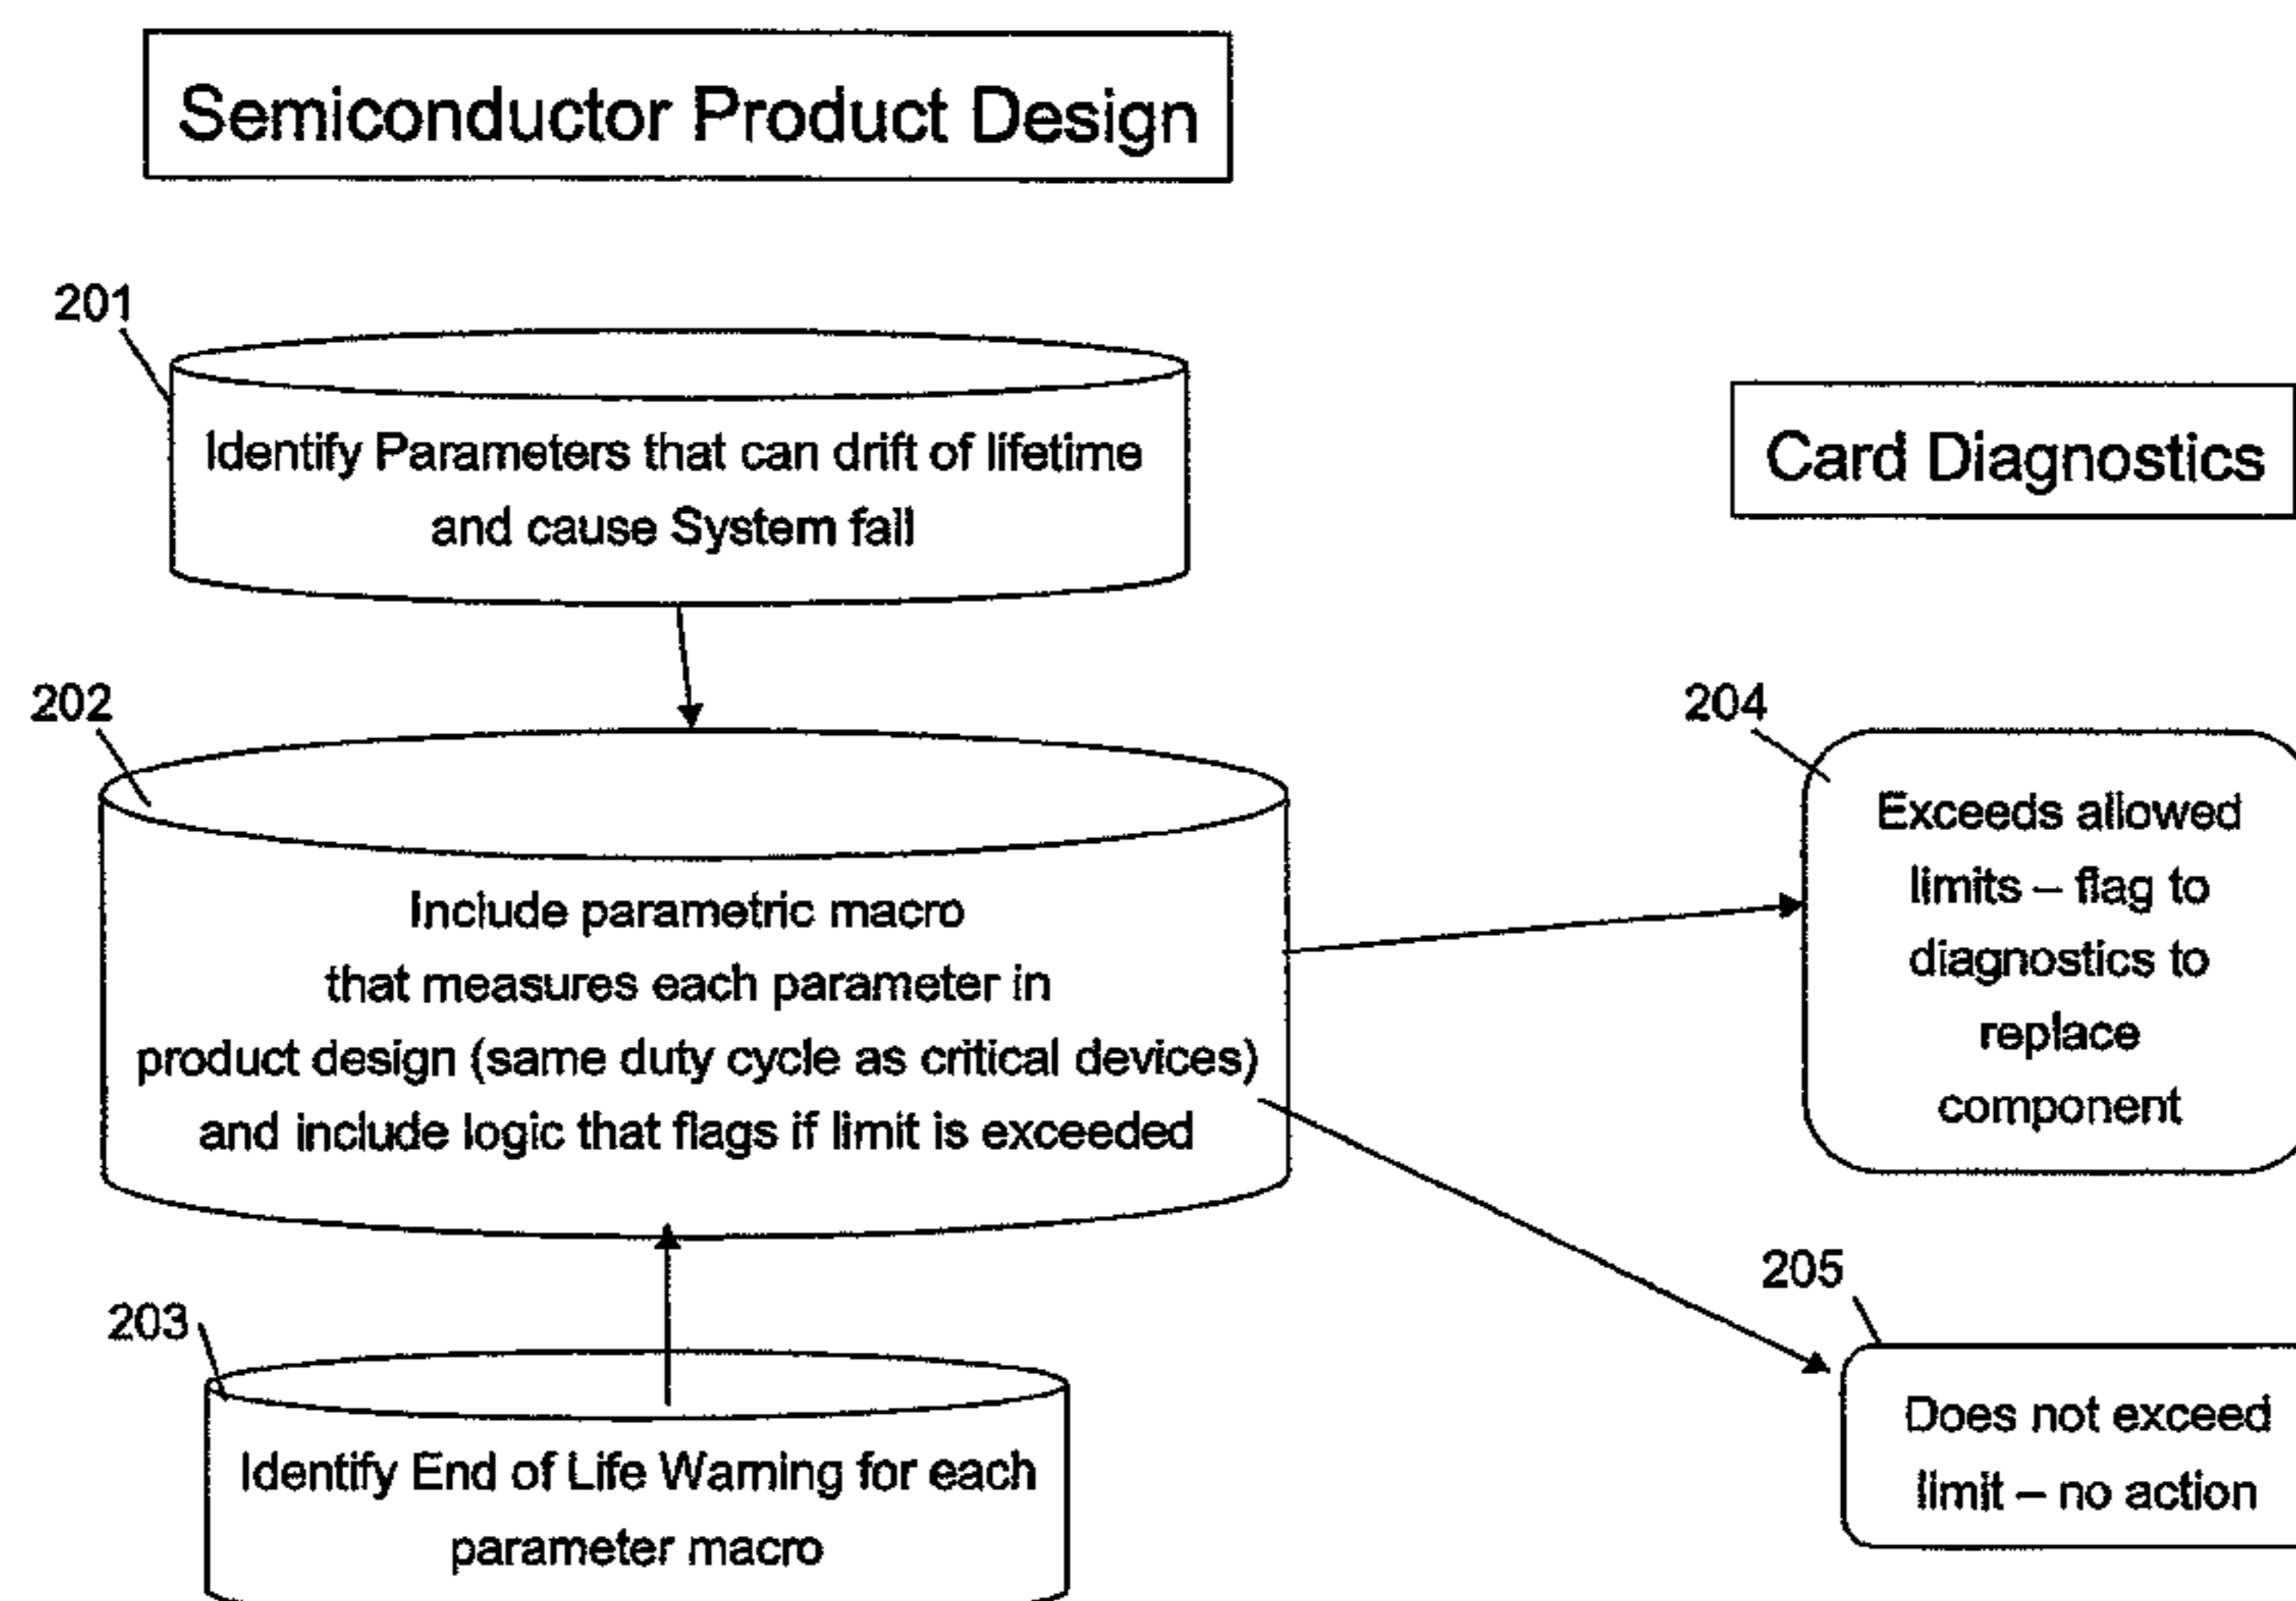 Semiconductor Product Design
201
Identify Parameters that can drift of lifetime
and cause System fail
Card Diagnostics
202
Include parametric macro
that measures each parameter in
product design (same duty cycle as critical devices)
and include logic that flags if limit is exceeded
204
Exceeds allowed
limits – flag to
diagnostics to
replace
component
203
Identify End of Life Warning for each
parameter macro
205
Does not exceed
limit – no action